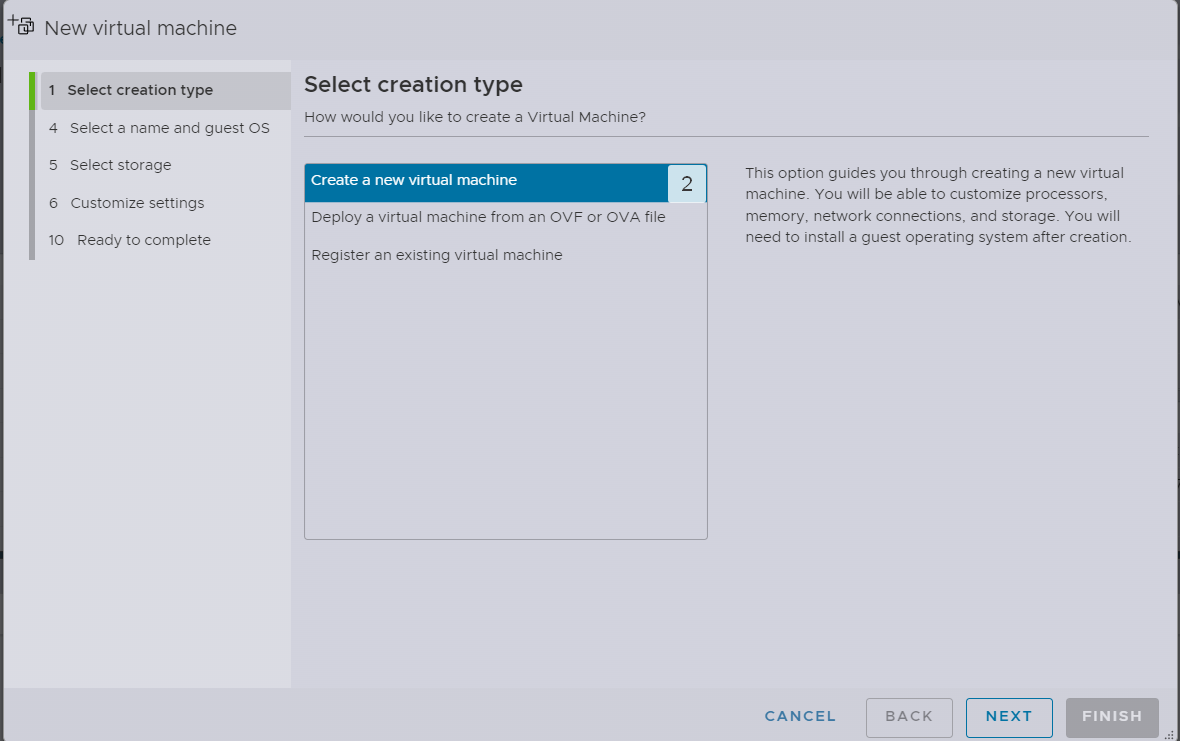 New virtual machine
1 Select creation type
4 Select a name and guest OS
5 Select storage
6 Customize settings
10 Ready to complete
Select creation type
How would you like to create a Virtual Machine?
Create a new virtual machine
2
Deploy a virtual machine from an OVF or OVA file
Register an existing virtual machine
This option guides you through creating a new virtual
machine. You will be able to customize processors,
memory, network connections, and storage. You will
need to install a guest operating system after creation.
CANCEL
BACK
NEXT
FINISH